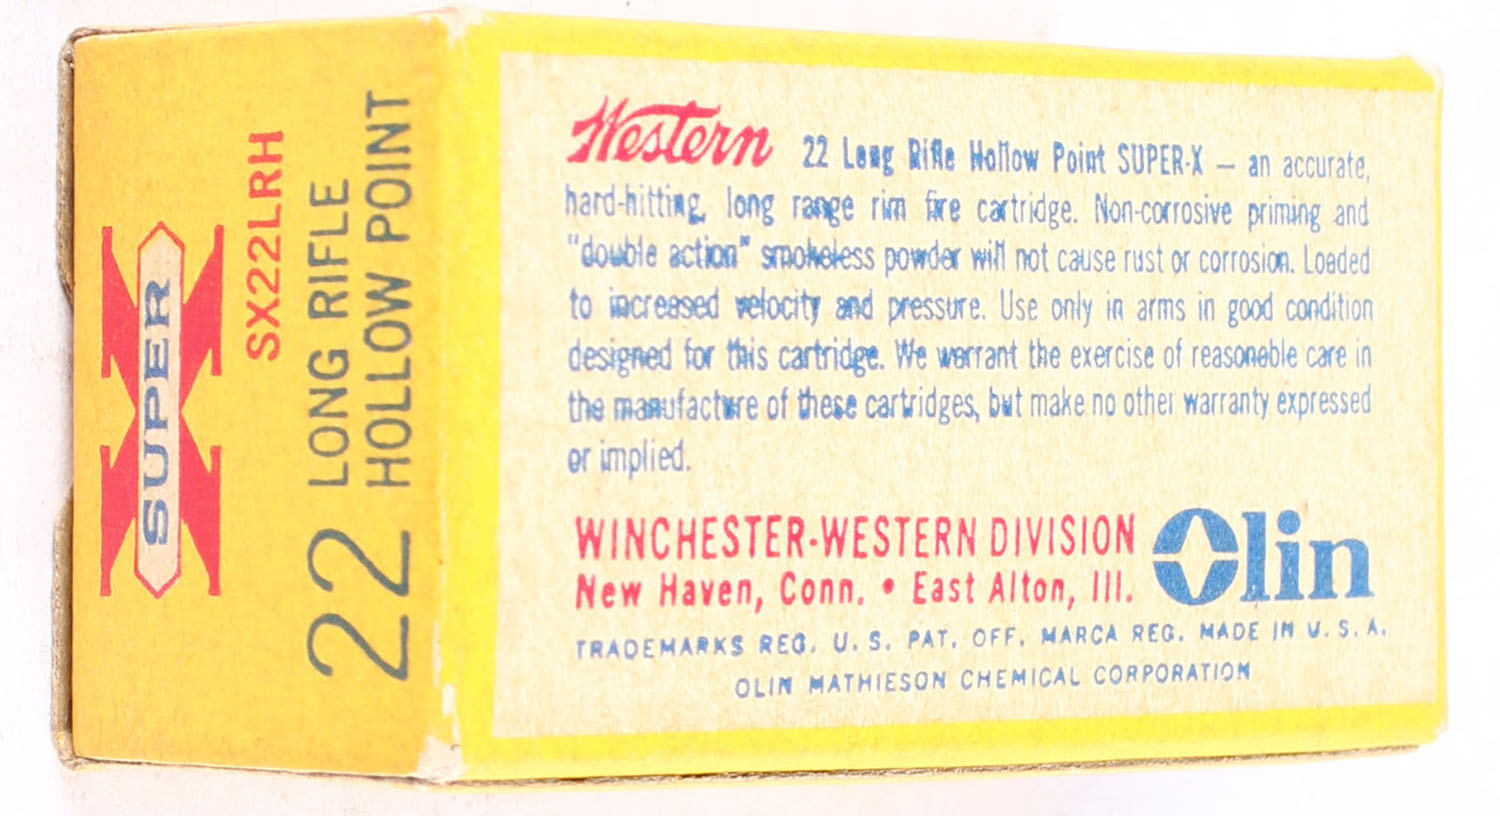 SUPER X
SX22LRH
22 LONG RIFLE
HOLLOW POINT
Western 22 Long Rifle Hollow Point SUPER-X — an accurate,
hard-hitting, long range rim fire cartridge. Non-corrosive priming and
"double action" smokeless powder will not cause rust or corrosion. Loaded
to increased velocity and pressure. Use only in arms in good condition
designed for this cartridge. We warrant the exercise of reasonable care in
the manufacture of these cartridges, but make no other warranty expressed
or implied.
WINCHESTER-WESTERN DIVISION
New Haven, Conn. • East Alton, Ill.
Olin
TRADEMARKS REG. U. S. PAT. OFF. MARCA REG. MADE IN U. S. A.
OLIN MATHIESON CHEMICAL CORPORATION